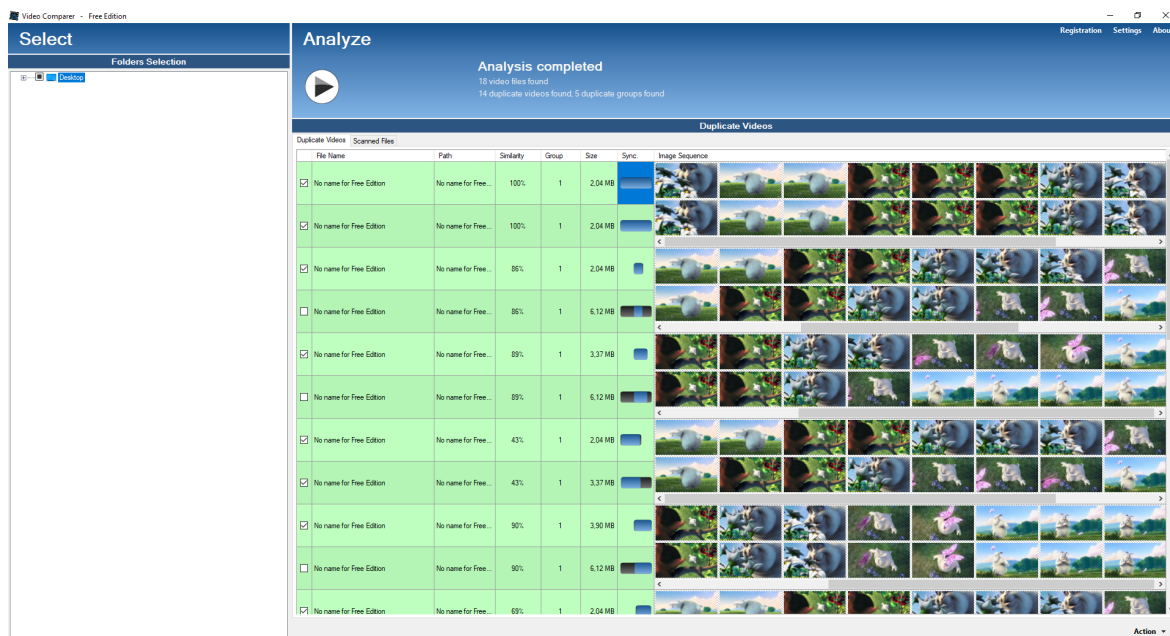 Video Comparer - Free Edition
Select
Folders Selection
Desktop
Analyze
Registration Settings Abou
Analysis completed
18 video files found
14 duplicate videos found, 5 duplicate groups found
Duplicate Videos
Duplicate Videos Scanned Files
File Name Path Similarity Group Size Sync. Image Sequence
No name for Free Edition No name for Free... 100% 1 2,04 MB
No name for Free Edition No name for Free... 100% 1 2,04 MB
No name for Free Edition No name for Free... 86% 1 2,04 MB
No name for Free Edition No name for Free... 86% 1 6,12 MB
No name for Free Edition No name for Free... 89% 1 3,37 MB
No name for Free Edition No name for Free... 89% 1 6,12 MB
No name for Free Edition No name for Free... 43% 1 2,04 MB
No name for Free Edition No name for Free... 43% 1 3,37 MB
No name for Free Edition No name for Free... 90% 1 3,90 MB
No name for Free Edition No name for Free... 90% 1 6,12 MB
No name for Free Edition No name for Free... 69% 1 2,04 MB
Action